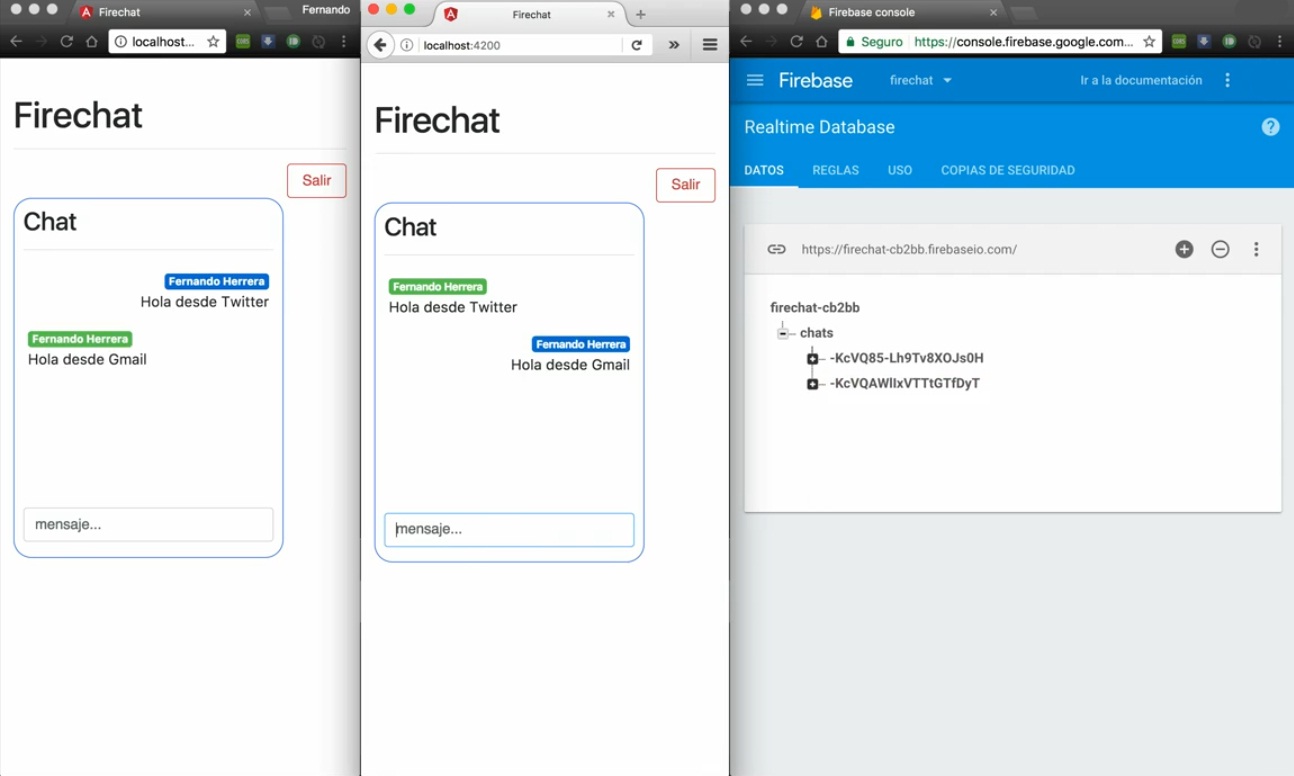 Firechat
Fernando
localhost...
Firechat
Salir
Chat
Fernando Herrera
Hola desde Twitter
Fernando Herrera
Hola desde Gmail
mensaje...
Firechat
localhost:4200
Firechat
Salir
Chat
Fernando Herrera
Hola desde Twitter
Fernando Herrera
Hola desde Gmail
mensaje...
Firebase console
Seguro https://console.firebase.google.com...
Firebase firechat Ir a la documentación
Realtime Database
DATOS REGLAS USO COPIAS DE SEGURIDAD
https://firechat-cb2bb.firebaseio.com/
firechat-cb2bb
chats
-KcVQ85-Lh9Tv8XOJs0H
-KcVQAWlIxVTTtGTfDyT